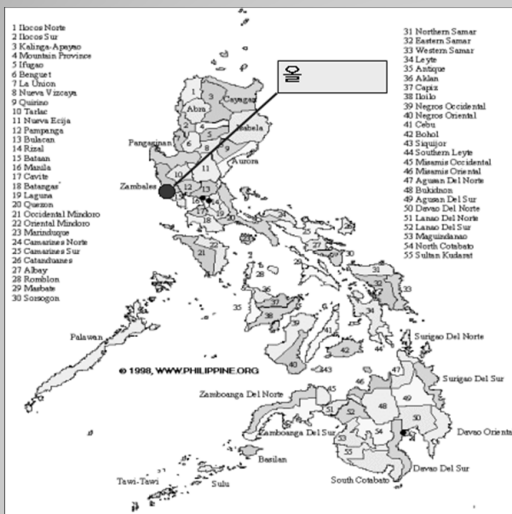 1 Ilocos Norte
2 Ilocos Sur
3 Kalinga-Apayao
4 Mountain Province
5 Ifugao
6 Benguet
7 La Union
8 Nueva Vizcaya
9 Quirino
10 Tarlac
11 Nueva Ecija
12 Pampanga
13 Bulacan
14 Rizal
15 Bataan
16 Manila
17 Cavite
18 Batangas
19 Laguna
20 Quezon
21 Occidental Mindoro
22 Oriental Mindoro
23 Marinduque
24 Camarines Norte
25 Camarines Sur
26 Catanduanes
27 Albay
28 Romblon
29 Masbate
30 Sorsogon
31 Northern Samar
32 Eastern Samar
33 Western Samar
34 Leyte
35 Antique
36 Aklan
37 Capiz
38 Iloilo
39 Negros Occidental
40 Negros Oriental
41 Cebu
42 Bohol
43 Siquijor
44 Southern Leyte
45 Misamis Occidental
46 Misamis Oriental
47 Agusan Del Norte
48 Bukidnon
49 Agusan Del Sur
50 Davao Del Norte
51 Lanao Del Norte
52 Lanao Del Sur
53 Maguindanao
54 North Cotabato
55 Sultan Kudarat
울
Cagayan
Abra
Isabela
Pangasinan
Aurora
Zambales
Palawan
© 1998, WWW.PHILIPPINE.ORG
Surigao Del Norte
Surigao Del Sur
Zamboanga Del Norte
Zamboanga Del Sur
Davao Oriental
Basilan
Davao Del Sur
Tawi-Tawi
Sulu
South Cotabato